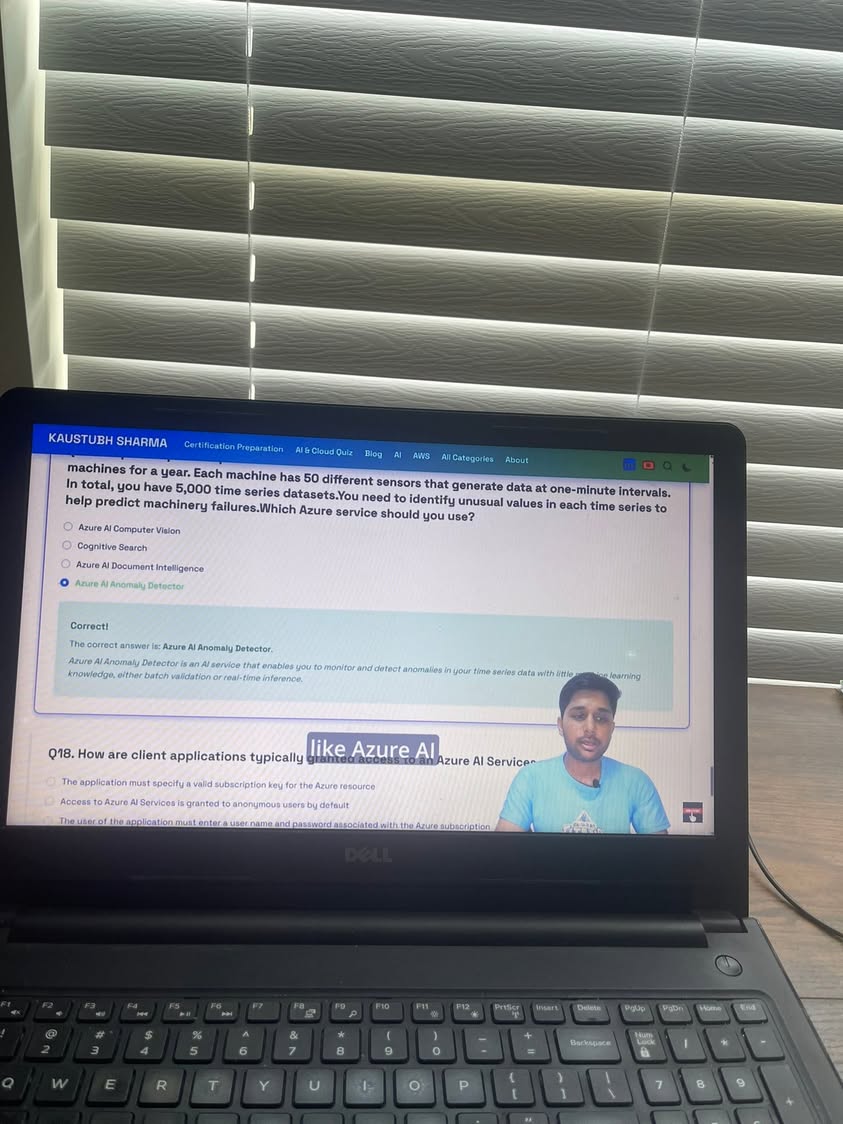 KAUSTUBH SHARMA Certification Preparation AI & Cloud Quiz Blog AI AWS All Categories About
machines for a year. Each machine has 50 different sensors that generate data at one-minute intervals.
In total, you have 5,000 time series datasets.You need to identify unusual values in each time series to
help predict machinery failures.Which Azure service should you use?
Azure AI Computer Vision
Cognitive Search
Azure AI Document Intelligence
Azure AI Anomaly Detector
Correct!
The correct answer is: Azure AI Anomaly Detector.
Azure AI Anomaly Detector is an AI service that enables you to monitor and detect anomalies in your time series data with little learning
knowledge, either batch validation or real-time inference.
like Azure AI
Q18. How are client applications typically granted access to an Azure AI Services
The application must specify a valid subscription key for the Azure resource
Access to Azure AI Services is granted to anonymous users by default
The user of the application must enter a user name and password associated with the Azure subscription
DELL
F1 F2 F3 F4 F5 F6 F7 F8 F9 F10 F11 F12 PrtScr Insert Delete PgUp PgDn Home End
! @ # $ % ^ & * ( ) _ + Backspace Num Lock / * -
2 3 4 5 6 7 8 9 0 - =
Q W E R T Y U I O P { [ } ] | \ 7 8 9 +